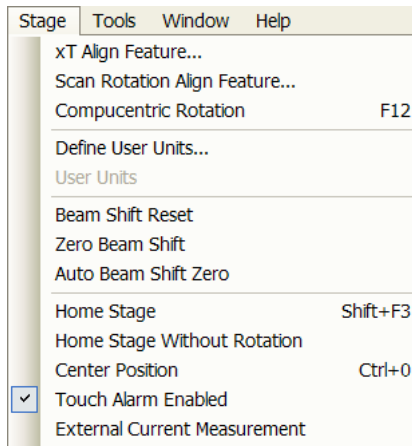 Stage Tools Window Help
xT Align Feature...
Scan Rotation Align Feature...
Compucentric Rotation F12
Define User Units...
User Units
Beam Shift Reset
Zero Beam Shift
Auto Beam Shift Zero
Home Stage Shift+F3
Home Stage Without Rotation
Center Position Ctrl+0
Touch Alarm Enabled
External Current Measurement